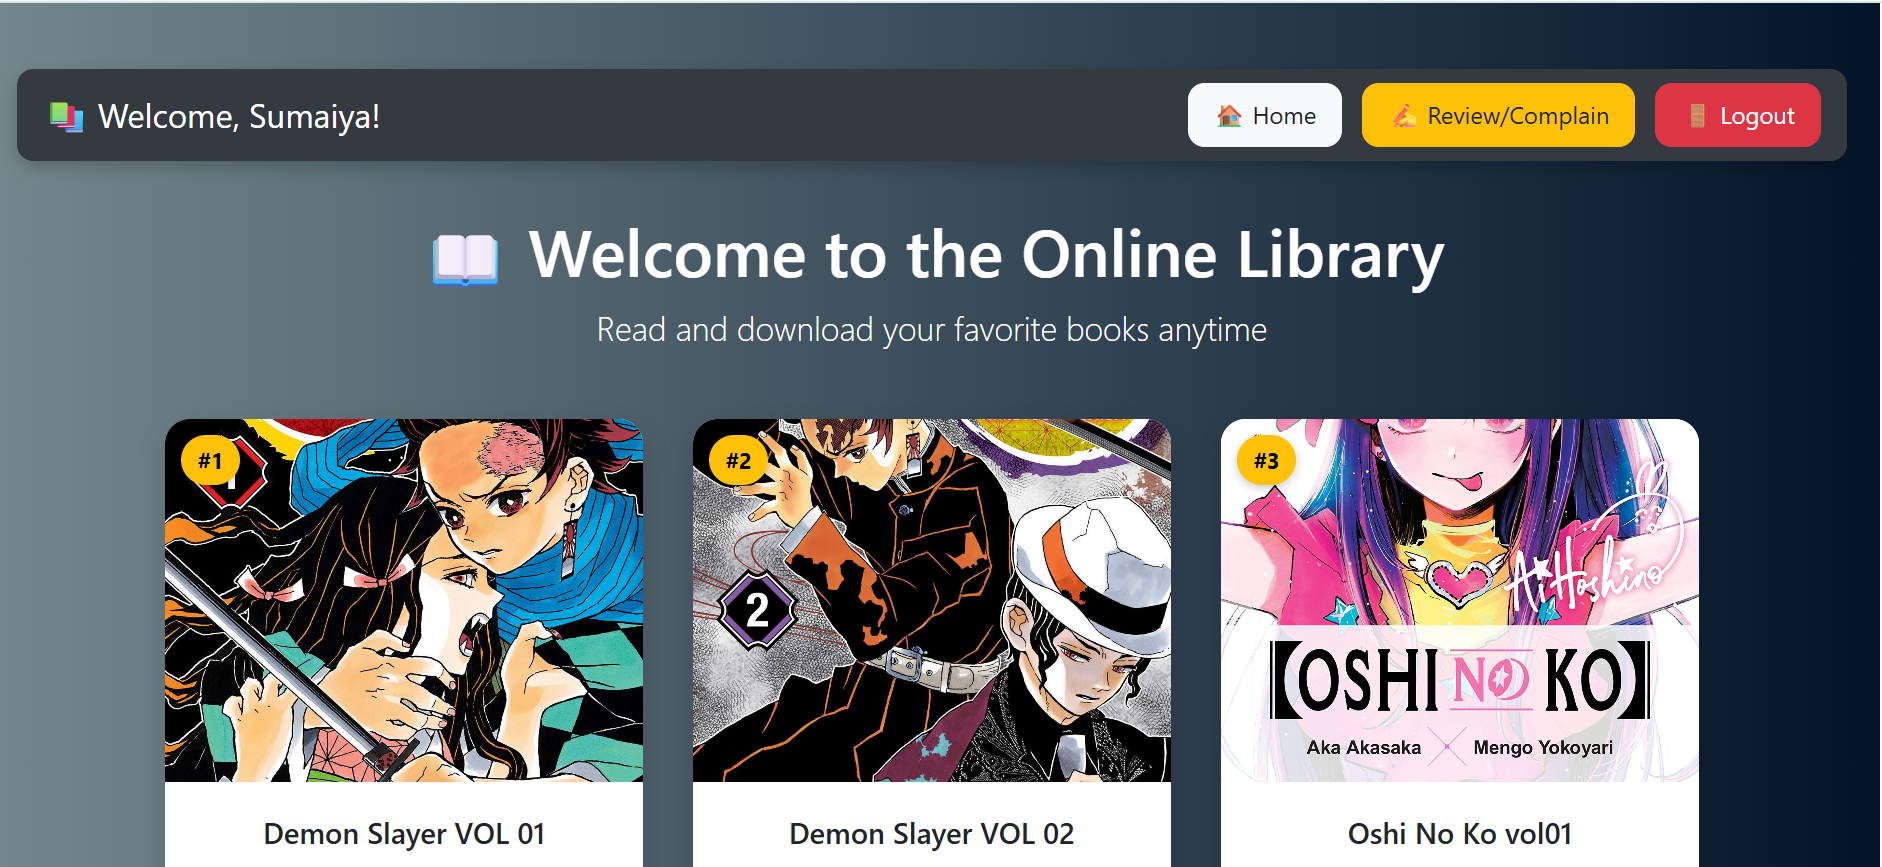 Welcome, Sumaiya!
Home
Review/Complain
Logout
Welcome to the Online Library
Read and download your favorite books anytime
#1
#2
#3
2
Ai Hoshino
【OSHI NO KO】
Aka Akasaka × Mengo Yokoyari
Demon Slayer VOL 01
Demon Slayer VOL 02
Oshi No Ko vol01